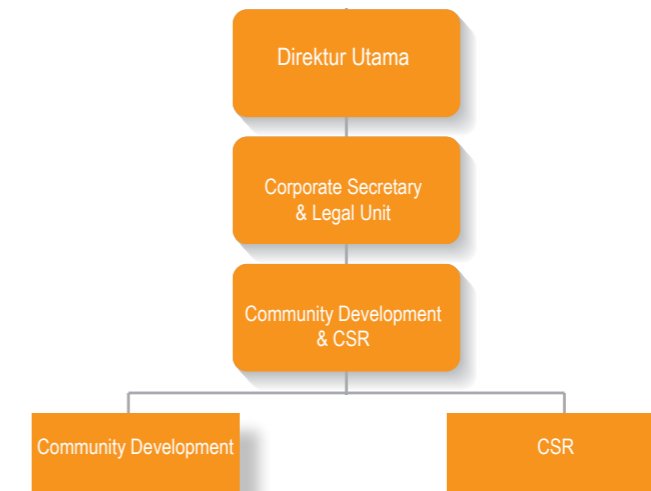 Direktur Utama
Corporate Secretary
& Legal Unit
Community Development
& CSR
Community Development
CSR